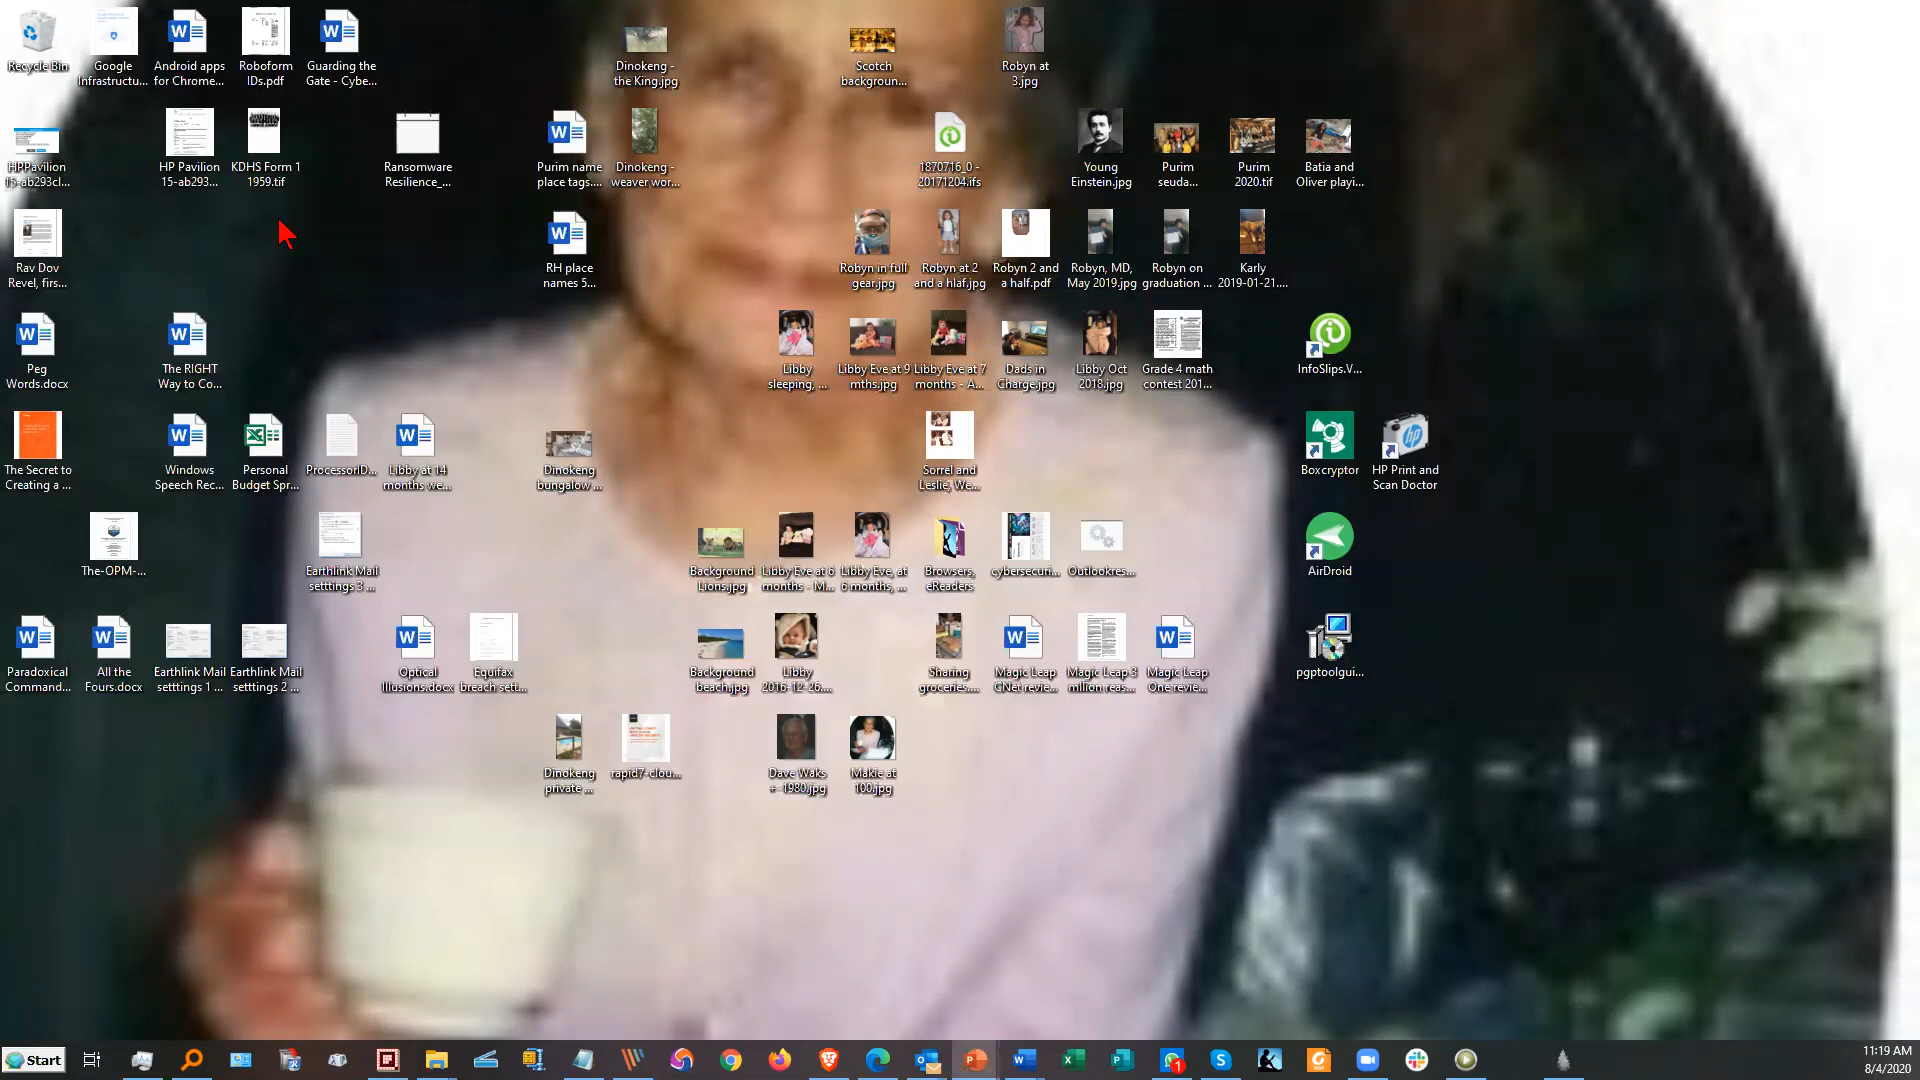 Recycle Bin
Google
Infrastructu...
Android apps
for Chrome...
Roboform
IDs.pdf
Guarding the
Gate - Cybe...
Dinokeng -
the King.jpg
Scotch
backgroun...
Robyn at
3.jpg
HPPavilion
15-ab293cl...
HP Pavilion
15-ab293...
KDHS Form 1
1959.tif
Ransomware
Resilience_...
Purim name
place tags....
Dinokeng -
weaver wor...
1870716_0 -
20171204.ifs
Young
Einstein.jpg
Purim
seuda...
Purim
2020.tif
Batia and
Oliver playi...
Rav Dov
Revel, firs...
RH place
names 5...
Robyn in full
gear.jpg
Robyn at 2
and a hlaf.jpg
Robyn 2 and
a half.pdf
Robyn, MD,
May 2019.jpg
Robyn on
graduation ...
Karly
2019-01-21....
Peg
Words.docx
The RIGHT
Way to Co...
Libby
sleeping, ...
Libby Eve at 9
mths.jpg
Libby Eve at 7
months - A...
Dads in
Charge.jpg
Libby Oct
2018.jpg
Grade 4 math
contest 201...
InfoSlips.V...
The Secret to
Creating a ...
Windows
Speech Rec...
Personal
Budget Spr...
ProcessorID...
Libby at 14
months we...
Dinokeng
bungalow ...
Sorrel and
Leslie, We...
Boxcryptor
HP Print and
Scan Doctor
The-OPM-...
Earthlink Mail
setttings 3 ...
Background
Lions.jpg
Libby Eve at 6
months - M...
Libby Eve, at
6 months, ...
Browsers,
eReaders
cybersecuri...
Outlookres...
AirDroid
Paradoxical
Command...
All the
Fours.docx
Earthlink Mail
setttings 1 ...
Earthlink Mail
setttings 2 ...
Optical
Illusions.docx
Equifax
breach sett...
Background
beach.jpg
Libby
2016-12-26....
Sharing
groceries....
Magic Leap
CNet revie...
Magic Leap 3
million reas...
Magic Leap
One revie...
pgptoolgui...
Dinokeng
private ...
rapid7-clou...
Dave Waks
+- 1980.jpg
Makie at
100.jpg
Start
1
11:19 AM
8/4/2020